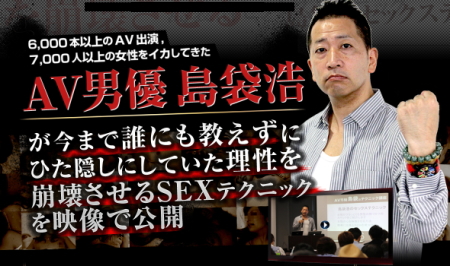 6,000本以上のAV出演,
7,000人以上の女性をイカしてきた
AV男優 島袋浩
が今まで誰にも教えずに
ひた隠しにしていた理性を
崩壊させるSEXテクニック
を映像で公開